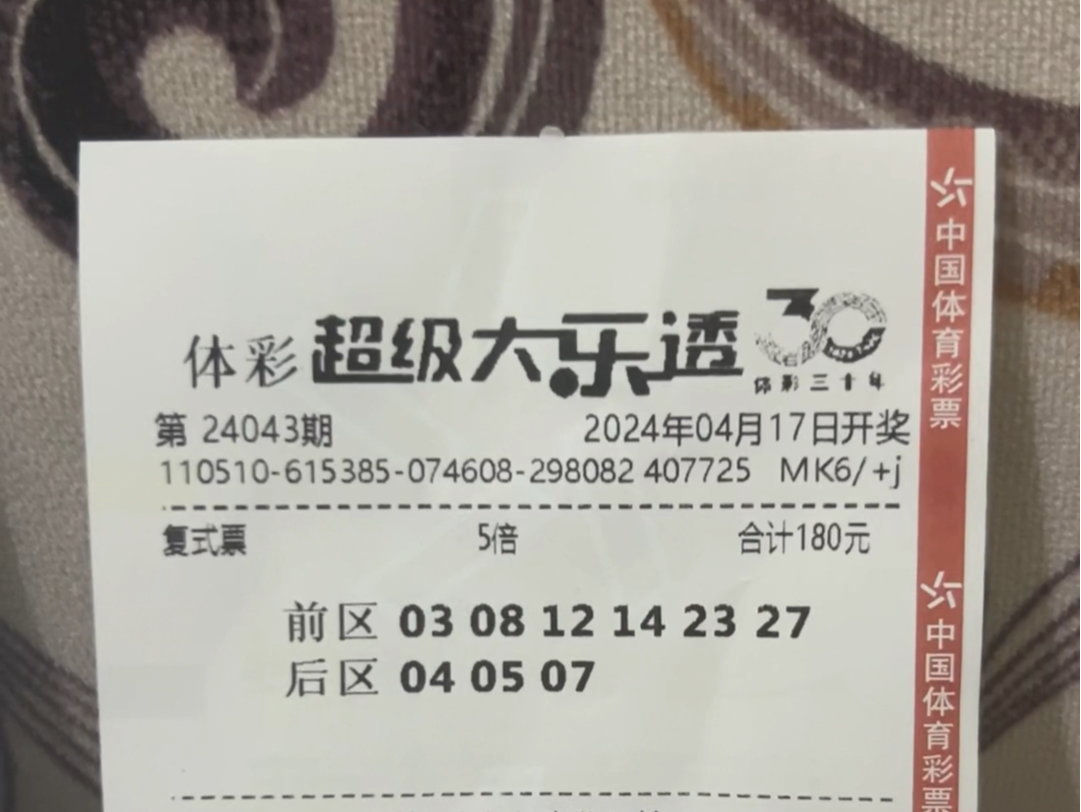 体彩 超级大乐透 30
体彩三十年
第 24043期 2024年04月17日开奖
110510-615385-074608-298082 407725 MK6/+j
复式票 5倍 合计180元
前区 03 08 12 14 23 27
后区 04 05 07
中国体育彩票
中国体育彩票